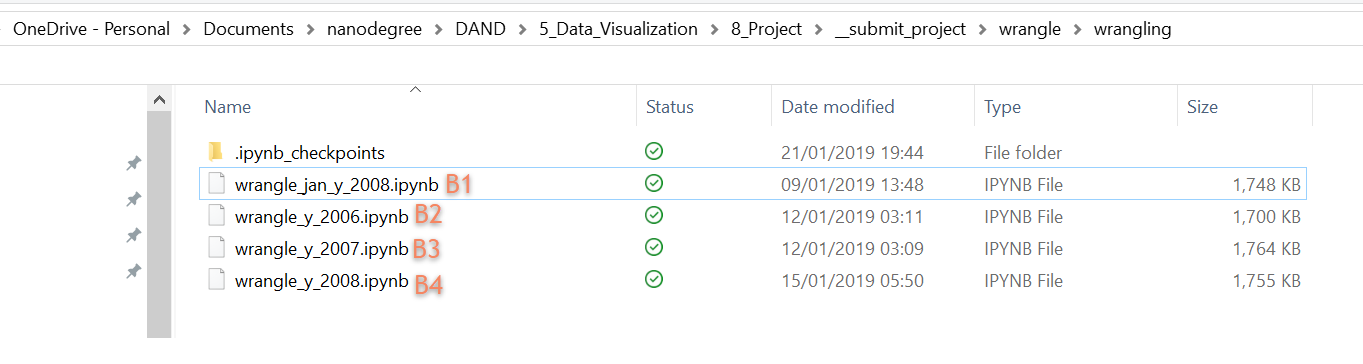 OneDrive - Personal > Documents > nanodegree > DAND > 5_Data_Visualization > 8_Project > __submit_project > wrangle > wrangling
Name Status Date modified Type Size
.ipynb_checkpoints 21/01/2019 19:44 File folder
wrangle_jan_y_2008.ipynb B1 09/01/2019 13:48 IPYNB File 1,748 KB
wrangle_y_2006.ipynb B2 12/01/2019 03:11 IPYNB File 1,700 KB
wrangle_y_2007.ipynb B3 12/01/2019 03:09 IPYNB File 1,764 KB
wrangle_y_2008.ipynb B4 15/01/2019 05:50 IPYNB File 1,755 KB